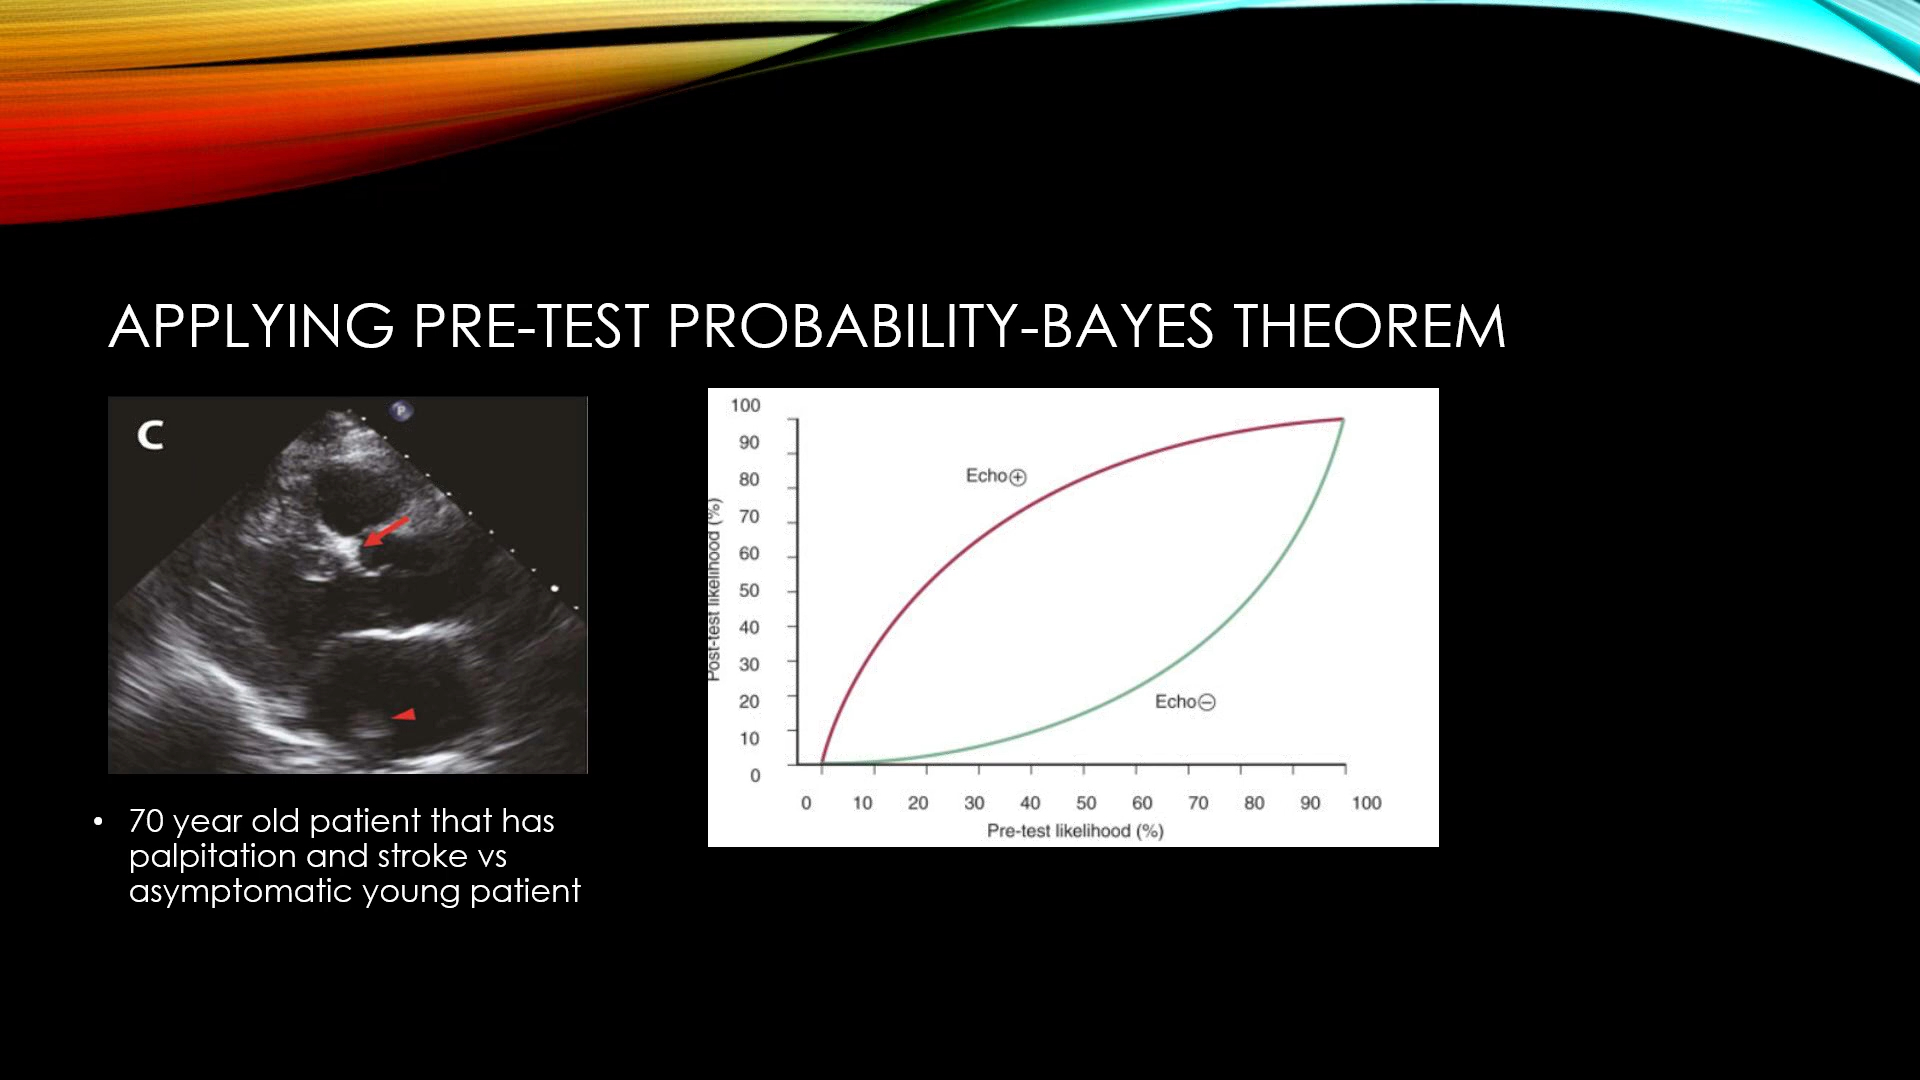 APPLYING PRE-TEST PROBABILITY-BAYES THEOREM
C
P
• 70 year old patient that has
palpitation and stroke vs
asymptomatic young patient
Post-test likelihood (%)
100
90
80
70
60
50
40
30
20
10
0
Echo⊕
Echo⊖
0 10 20 30 40 50 60 70 80 90 100
Pre-test likelihood (%)